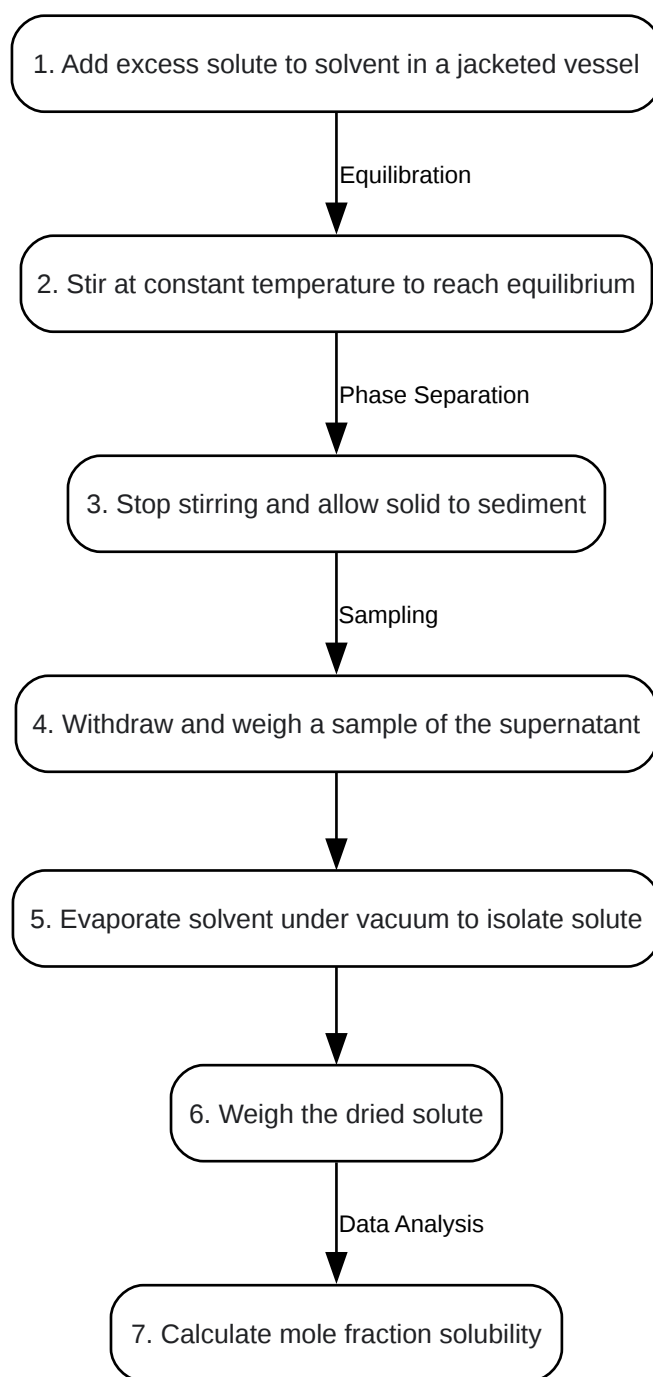 1. Add excess solute to solvent in a jacketed vessel
Equilibration
2. Stir at constant temperature to reach equilibrium
Phase Separation
3. Stop stirring and allow solid to sediment
Sampling
4. Withdraw and weigh a sample of the supernatant
5. Evaporate solvent under vacuum to isolate solute
6. Weigh the dried solute
Data Analysis
7. Calculate mole fraction solubility